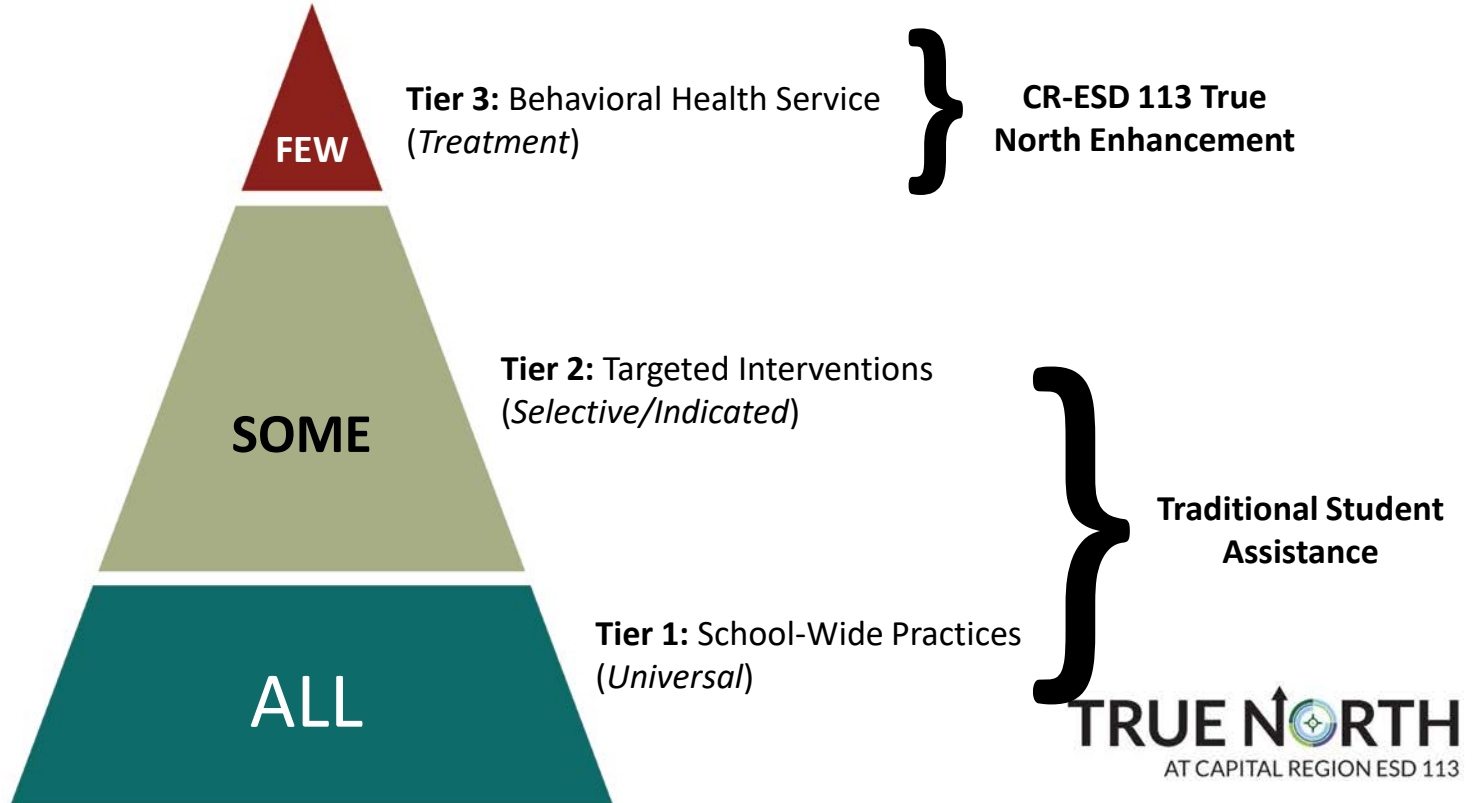 FEW
Tier 3: Behavioral Health Service
(Treatment)
CR-ESD 113 True
North Enhancement
SOME
Tier 2: Targeted Interventions
(Selective/Indicated)
Traditional Student
Assistance
ALL
Tier 1: School-Wide Practices
(Universal)
TRUE NORTH
AT CAPITAL REGION ESD 113